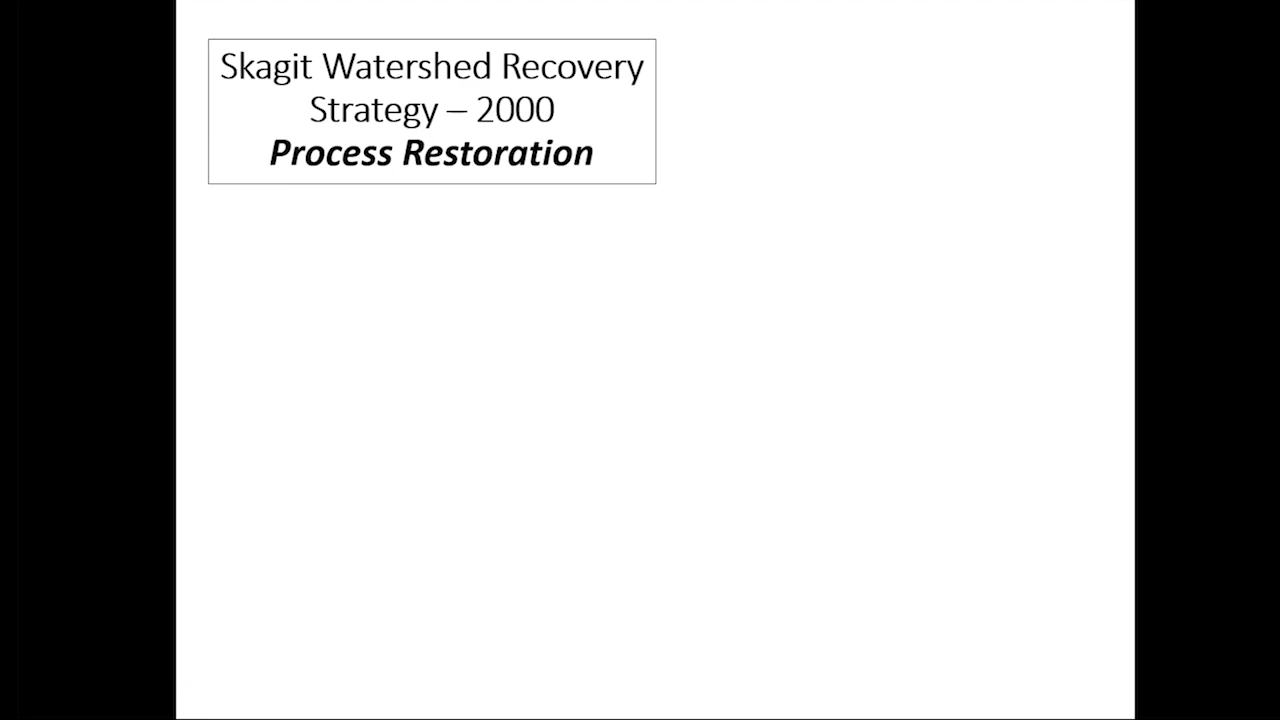 Skagit Watershed Recovery
Strategy – 2000
Process Restoration